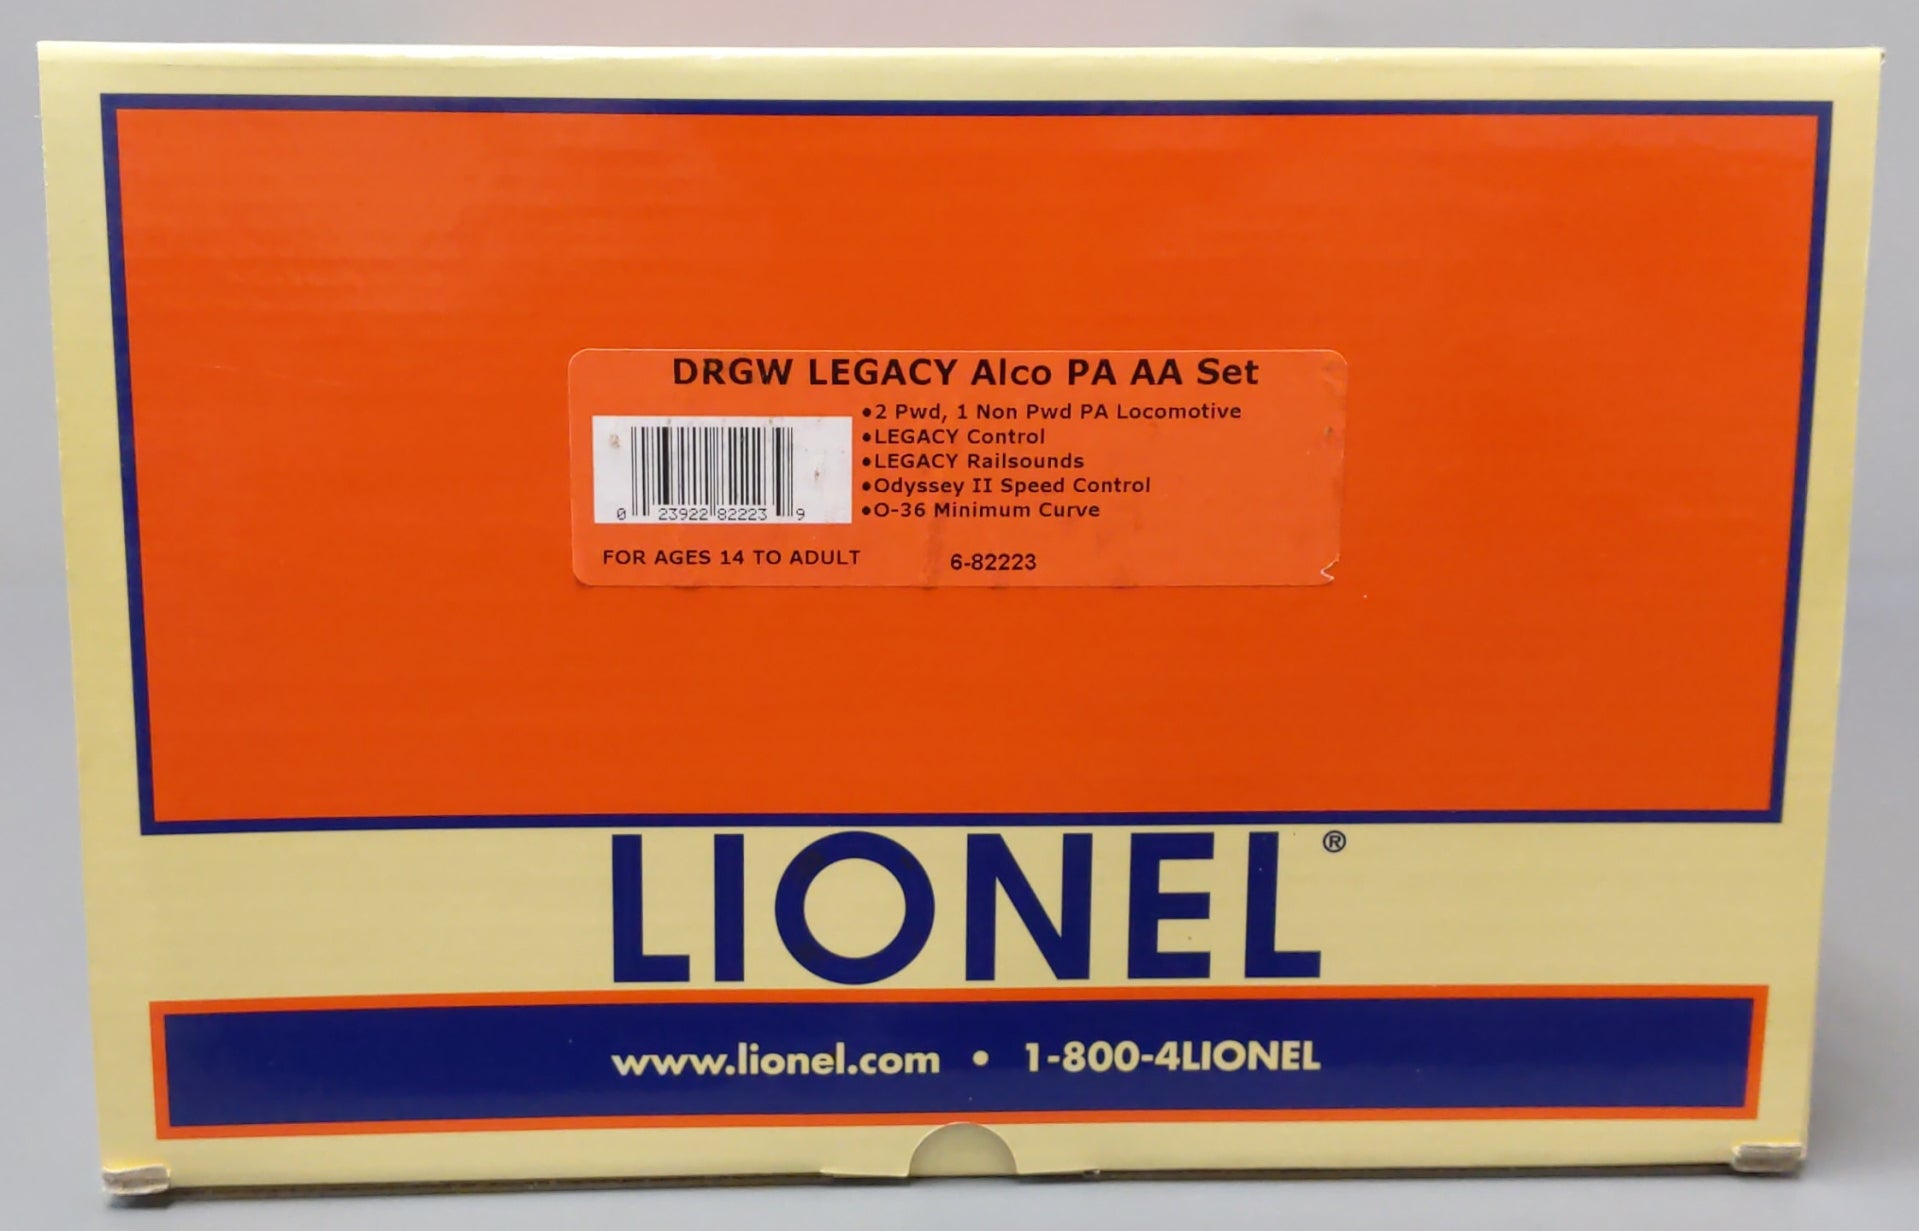 DRGW LEGACY Alco PA AA Set
•2 Pwd, 1 Non Pwd PA Locomotive
•LEGACY Control
•LEGACY Railsounds
•Odyssey II Speed Control
•O-36 Minimum Curve
0 23922 82223 9
FOR AGES 14 TO ADULT 6-82223
LIONEL®
www.lionel.com • 1-800-4LIONEL